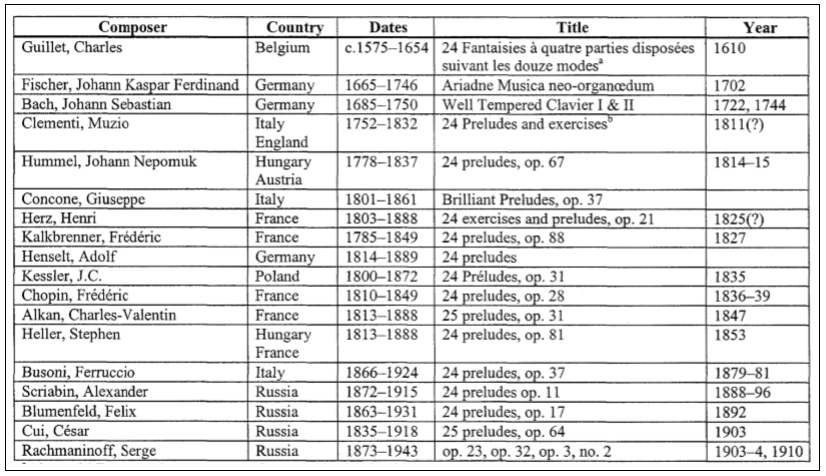 Composer Country Dates Title Year
Guillet, Charles Belgium c.1575–1654 24 Fantaisies à quatre parties disposées 1610
suivant les douze modesᵃ
Fischer, Johann Kaspar Ferdinand Germany 1665–1746 Ariadne Musica neo-organœdum 1702
Bach, Johann Sebastian Germany 1685–1750 Well Tempered Clavier I & II 1722, 1744
Clementi, Muzio Italy 1752–1832 24 Preludes and exercisesᵇ 1811(?)
England
Hummel, Johann Nepomuk Hungary 1778–1837 24 preludes, op. 67 1814–15
Austria
Concone, Giuseppe Italy 1801–1861 Brilliant Preludes, op. 37
Herz, Henri France 1803–1888 24 exercises and preludes, op. 21 1825(?)
Kalkbrenner, Frédéric France 1785–1849 24 preludes, op. 88 1827
Henselt, Adolf Germany 1814–1889 24 preludes
Kessler, J.C. Poland 1800–1872 24 Préludes, op. 31 1835
Chopin, Frédéric France 1810–1849 24 preludes, op. 28 1836–39
Alkan, Charles-Valentin France 1813–1888 25 preludes, op. 31 1847
Heller, Stephen Hungary 1813–1888 24 preludes, op. 81 1853
France
Busoni, Ferruccio Italy 1866–1924 24 preludes, op. 37 1879–81
Scriabin, Alexander Russia 1872–1915 24 preludes op. 11 1888–96
Blumenfeld, Felix Russia 1863–1931 24 preludes, op. 17 1892
Cui, César Russia 1835–1918 25 preludes, op. 64 1903
Rachmaninoff, Serge Russia 1873–1943 op. 23, op. 32, op. 3, no. 2 1903–4, 1910